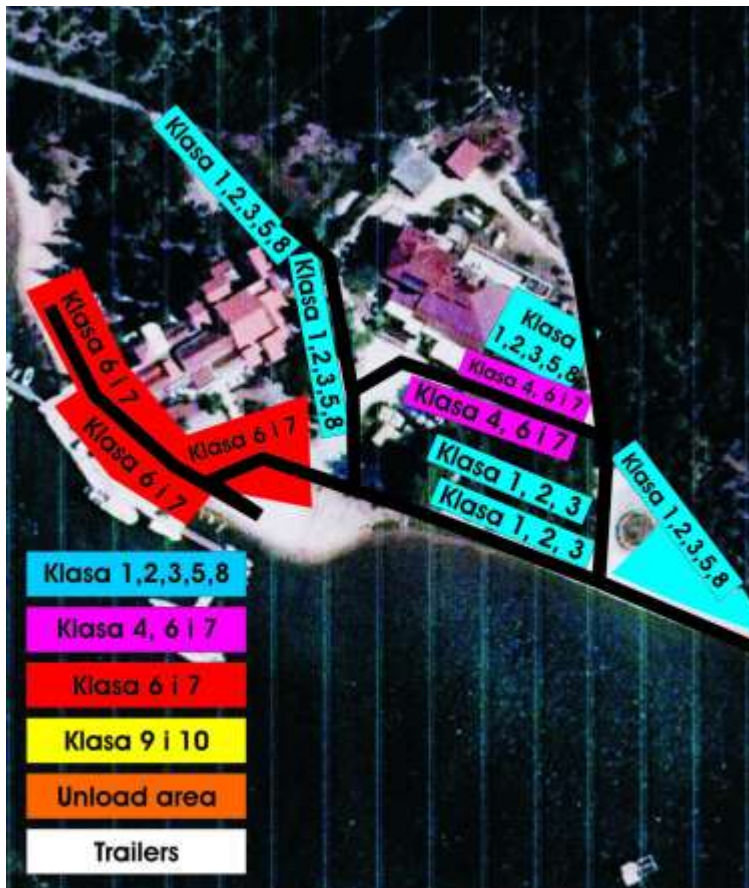 Klasa 1,2,3,5,8
Klasa 1,2,3,5,8
Klasa 6 i 7
Klasa 6 i 7
Klasa 6 i 7
Klasa
1,2,3,5,8
Klasa 4, 6 i 7
Klasa 4, 6 i 7
Klasa 1, 2, 3
Klasa 1, 2, 3
Klasa 1,2,3,5,8
Klasa 1,2,3,5,8
Klasa 4, 6 i 7
Klasa 6 i 7
Klasa 9 i 10
Unload area
Trailers